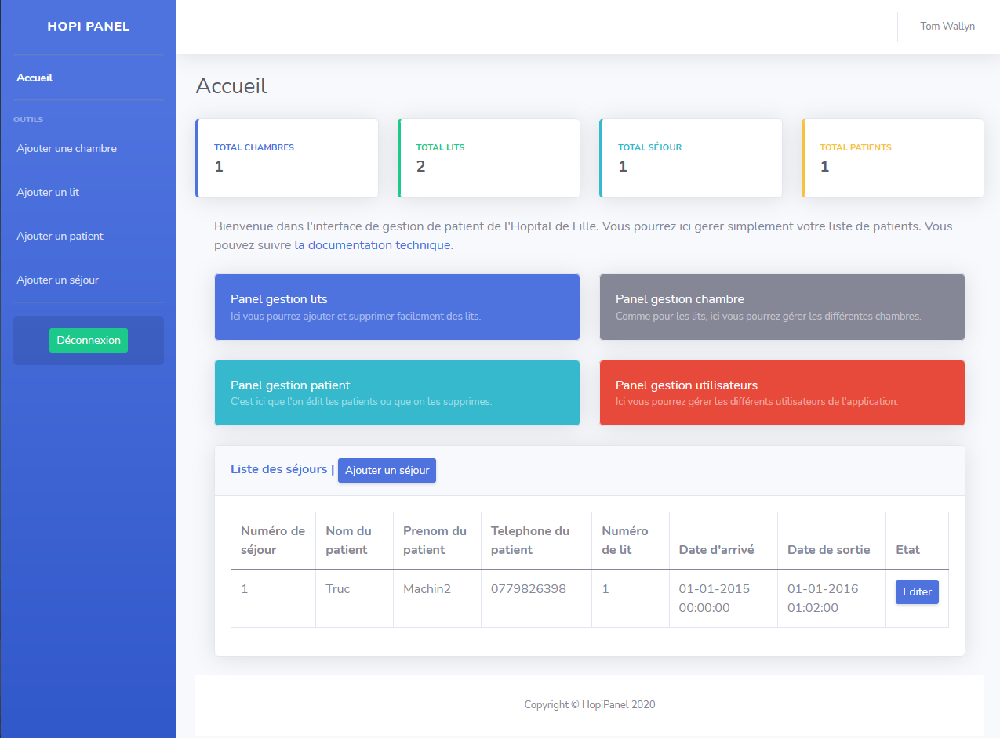 HOPI PANEL
Tom Wallyn
Accueil
OUTILS
Ajouter une chambre
Ajouter un lit
Ajouter un patient
Ajouter un séjour
Déconnexion
Accueil
TOTAL CHAMBRES
1
TOTAL LITS
2
TOTAL SÉJOUR
1
TOTAL PATIENTS
1
Bienvenue dans l'interface de gestion de patient de l'Hopital de Lille. Vous pourrez ici gerer simplement votre liste de patients. Vous
pouvez suivre la documentation technique.
Panel gestion lits
Ici vous pourrez ajouter et supprimer facilement des lits.
Panel gestion chambre
Comme pour les lits, ici vous pourrez gérer les différentes chambres.
Panel gestion patient
C'est ici que l'on édit les patients ou que on les supprimes.
Panel gestion utilisateurs
Ici vous pourrez gérer les différents utilisateurs de l'application.
Liste des séjours | Ajouter un séjour
Numéro de
séjour
Nom du
patient
Prenom du
patient
Telephone du
patient
Numéro
de lit
Date d'arrivé
Date de sortie
Etat
1
Truc
Machin2
0779826398
1
01-01-2015
00:00:00
01-01-2016
01:02:00
Editer
Copyright © HopiPanel 2020